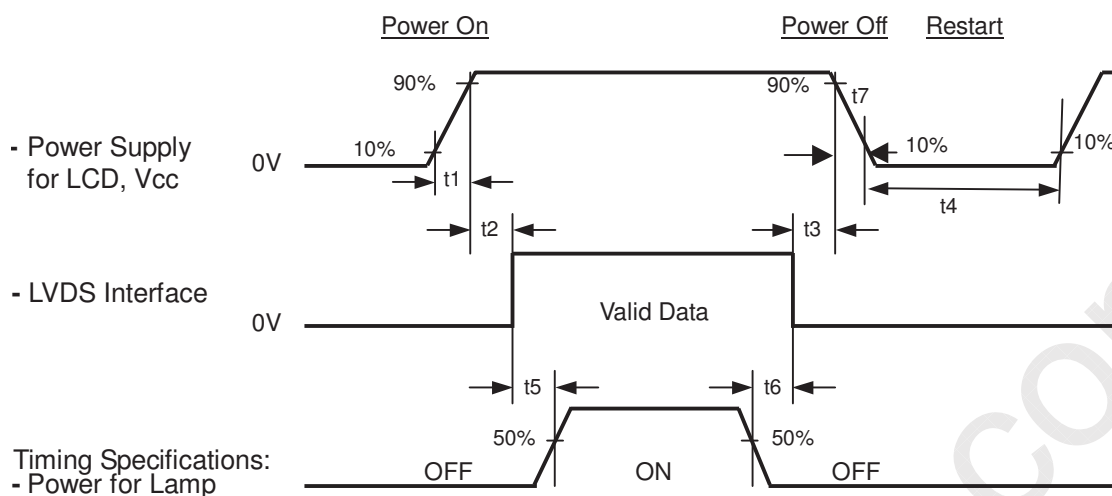 Power On
Power Off
Restart
90%
90%
t7
- Power Supply
for LCD, Vcc
0V
10%
10%
10%
t1
t4
t2
t3
- LVDS Interface
0V
Valid Data
t5
t6
50%
50%
Timing Specifications:
- Power for Lamp
OFF
ON
OFF
com